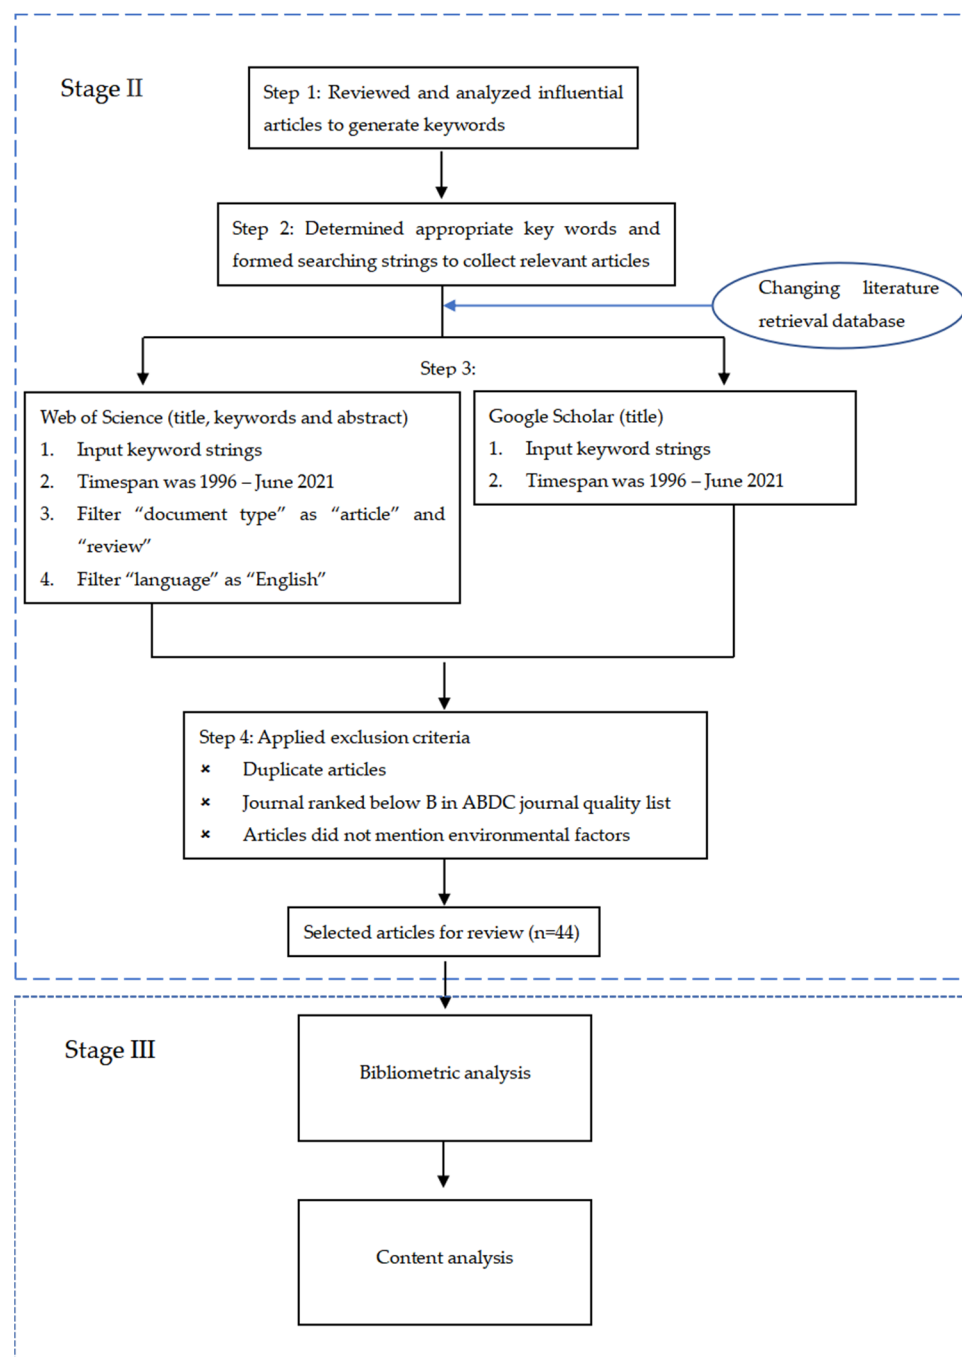 Stage II
Step 1: Reviewed and analyzed influential
articles to generate keywords
Step 2: Determined appropriate key words and
formed searching strings to collect relevant articles
Changing literature
retrieval database
Step 3:
Web of Science (title, keywords and abstract)
1. Input keyword strings
2. Timespan was 1996 – June 2021
3. Filter “document type” as “article” and
“review”
4. Filter “language” as “English”
Google Scholar (title)
1. Input keyword strings
2. Timespan was 1996 – June 2021
Step 4: Applied exclusion criteria
× Duplicate articles
× Journal ranked below B in ABDC journal quality list
× Articles did not mention environmental factors
Selected articles for review (n=44)
Stage III
Bibliometric analysis
Content analysis